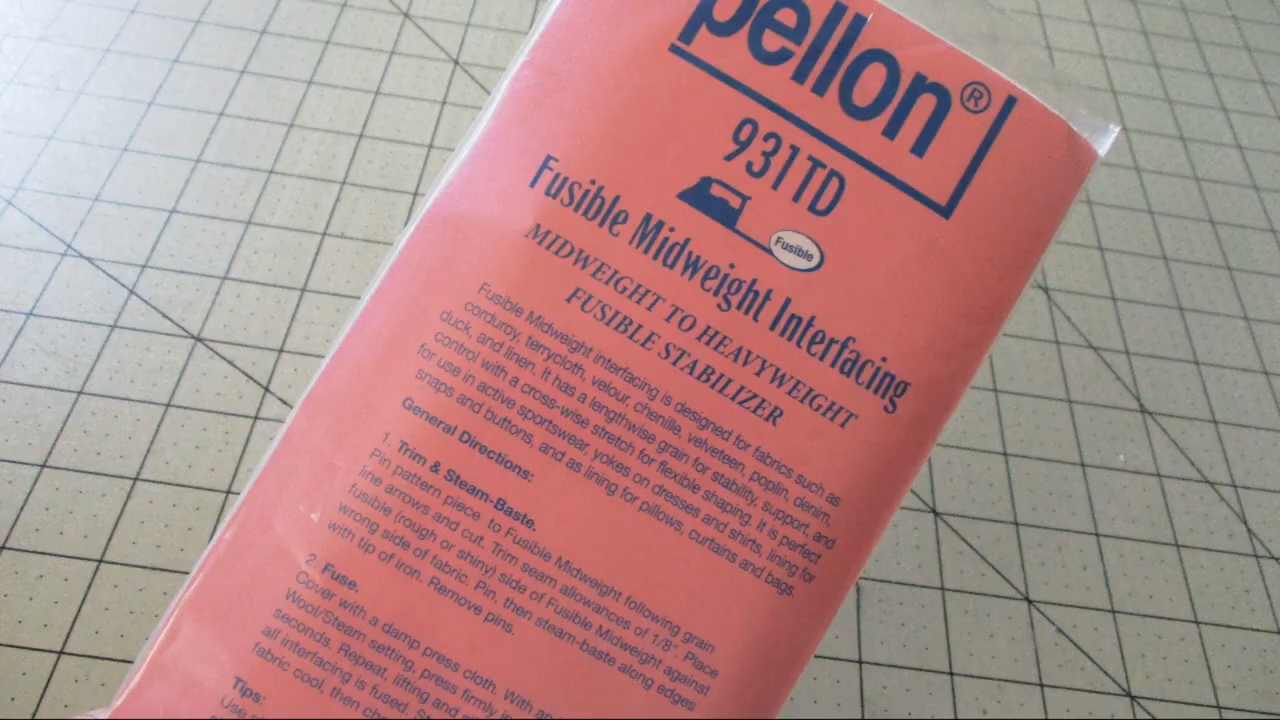 pellon®
931TD
Fusible
Fusible Midweight Interfacing
MIDWEIGHT TO HEAVYWEIGHT
FUSIBLE STABILIZER
Fusible Midweight interfacing is designed for fabrics such as
corduroy, terrycloth, velour, chenille, velveteen, poplin, denim,
duck, and linen. It has a lengthwise grain for stability, support, and
control with a cross-wise stretch for flexible shaping. It is perfect
for use in active sportswear, yokes on dresses and shirts, lining for
snaps and buttons, and as lining for pillows, curtains and bags.
General Directions:
1. Trim & Steam-Baste.
Pin pattern piece to Fusible Midweight following grain
line arrows and cut. Trim seam allowances of 1/8". Place
fusible (rough or shiny) side of Fusible Midweight against
wrong side of fabric. Pin, then steam-baste along edges
with tip of iron. Remove pins.
2. Fuse.
Cover with a damp press cloth. With
Wool/Steam setting, press firmly
seconds. Repeat, lifting and
all interfacing is fused.
fabric cool, then
Tips:
Use